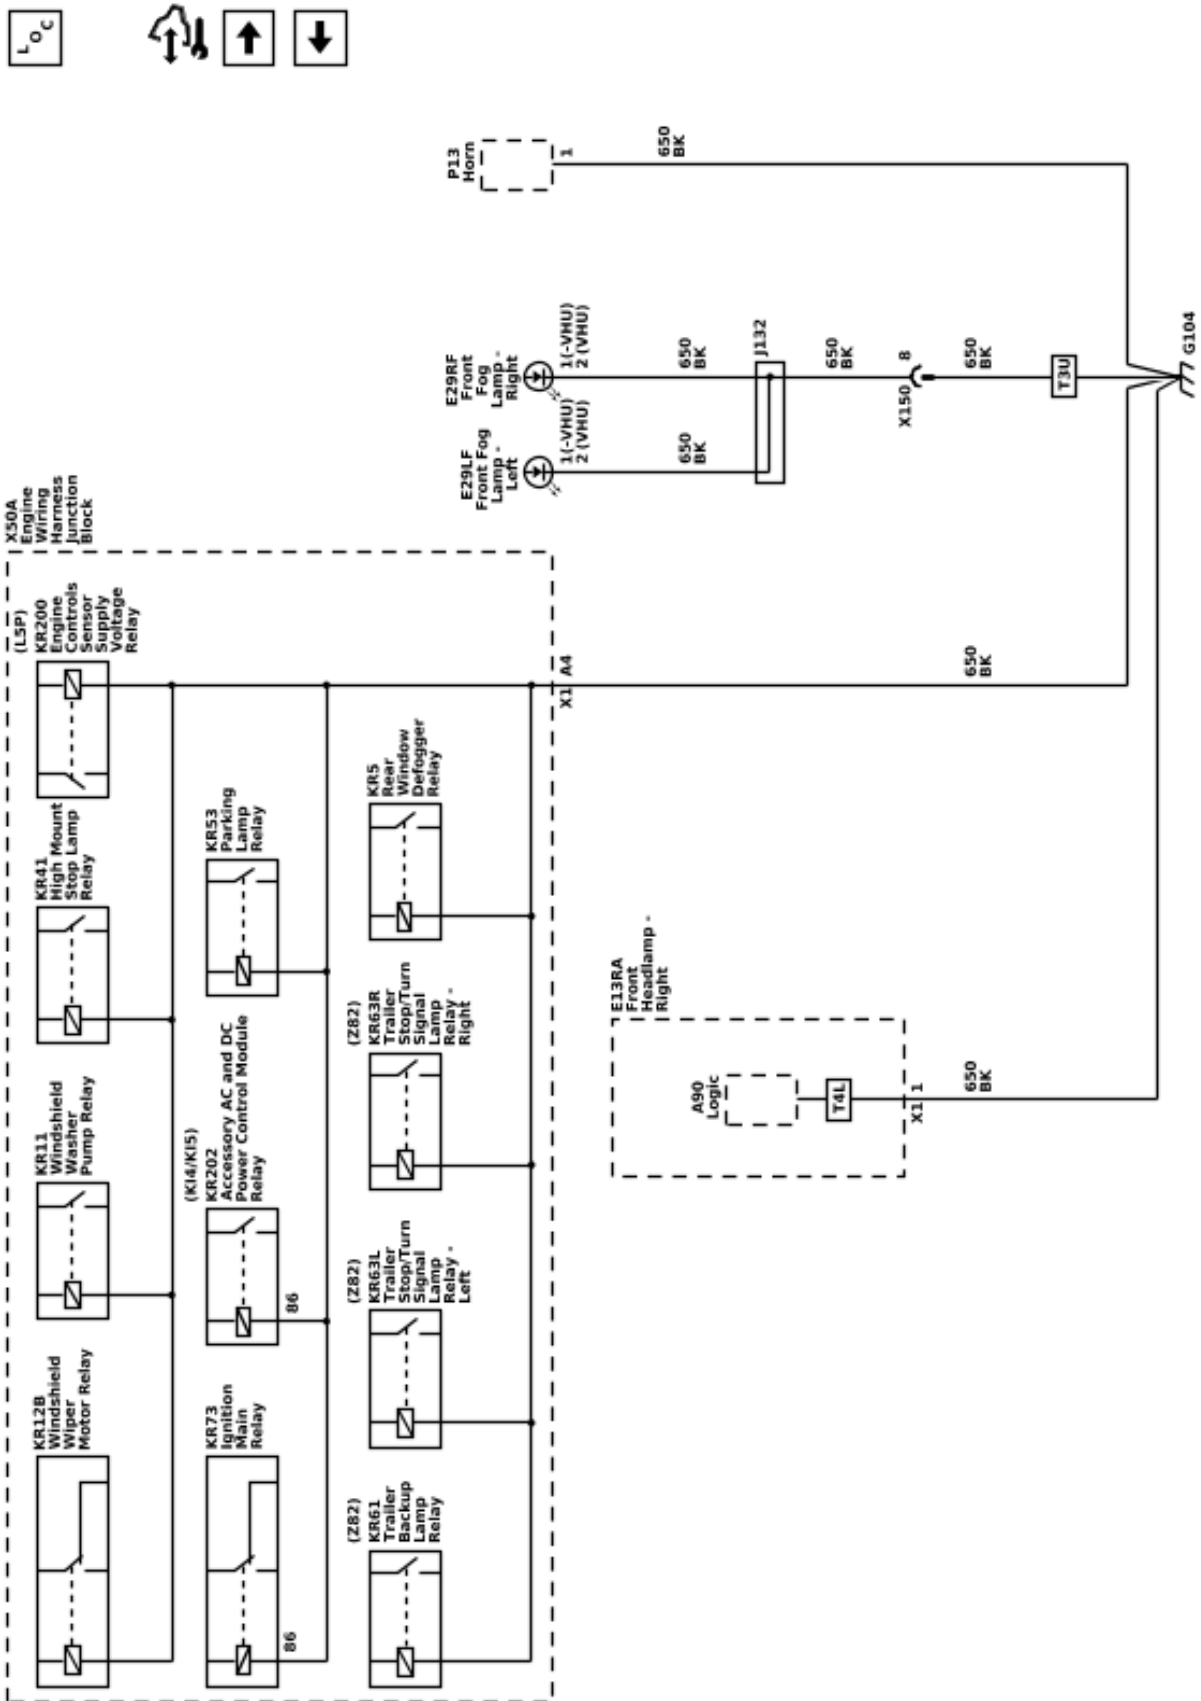 LOC
X50A
Engine
Wiring
Harness
Junction
Block
KR12B
Windshield
Wiper
Motor Relay
KR11
Windshield
Washer
Pump Relay
KR41
High Mount
Stop Lamp
Relay
(L5P)
KR200
Engine
Controls
Sensor
Supply
Voltage
Relay
KR73
Ignition
Main
Relay
86
(KI4/KI5)
KR202
Accessory AC and DC
Power Control Module
Relay
86
KR53
Parking
Lamp
Relay
(Z82)
KR61
Trailer
Backup
Lamp
Relay
(Z82)
KR63L
Trailer
Stop/Turn
Signal
Lamp
Relay -
Left
(Z82)
KR63R
Trailer
Stop/Turn
Signal
Lamp
Relay -
Right
KR5
Rear
Window
Defogger
Relay
X1 A4
650
BK
E29LF
Front Fog
Lamp -
Left
1(-VHU)
2 (VHU)
650
BK
E29RF
Front
Fog
Lamp -
Right
1(-VHU)
2 (VHU)
650
BK
J132
650
BK
X150 8
650
BK
T3U
P13
Horn
1
650
BK
E13RA
Front
Headlamp -
Right
A90
Logic
T4L
X1 1
650
BK
G104